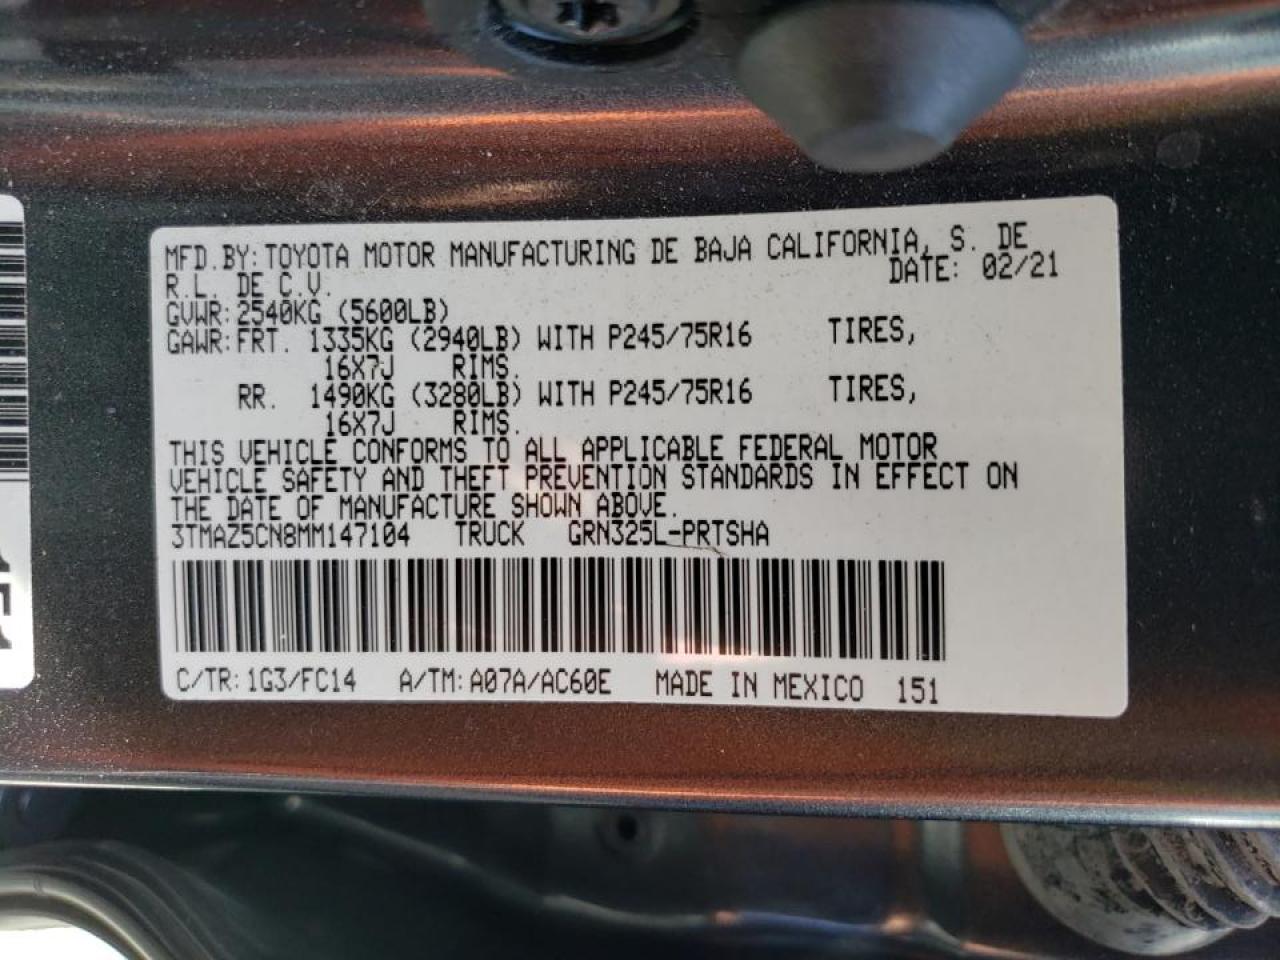 MFD.BY: TOYOTA MOTOR MANUFACTURING DE BAJA CALIFORNIA, S. DE
R.L. DE C.V. DATE: 02/21
GVWR: 2540KG (5600LB)
GAWR: FRT. 1335KG (2940LB) WITH P245/75R16 TIRES,
16X7J RIMS.
RR. 1490KG (3280LB) WITH P245/75R16 TIRES,
16X7J RIMS.
THIS VEHICLE CONFORMS TO ALL APPLICABLE FEDERAL MOTOR
VEHICLE SAFETY AND THEFT PREVENTION STANDARDS IN EFFECT ON
THE DATE OF MANUFACTURE SHOWN ABOVE.
3TMAZ5CN8MM147104 TRUCK GRN325L-PRTSHA
C/TR: 1G3/FC14 A/TM: A07A/AC60E MADE IN MEXICO 151